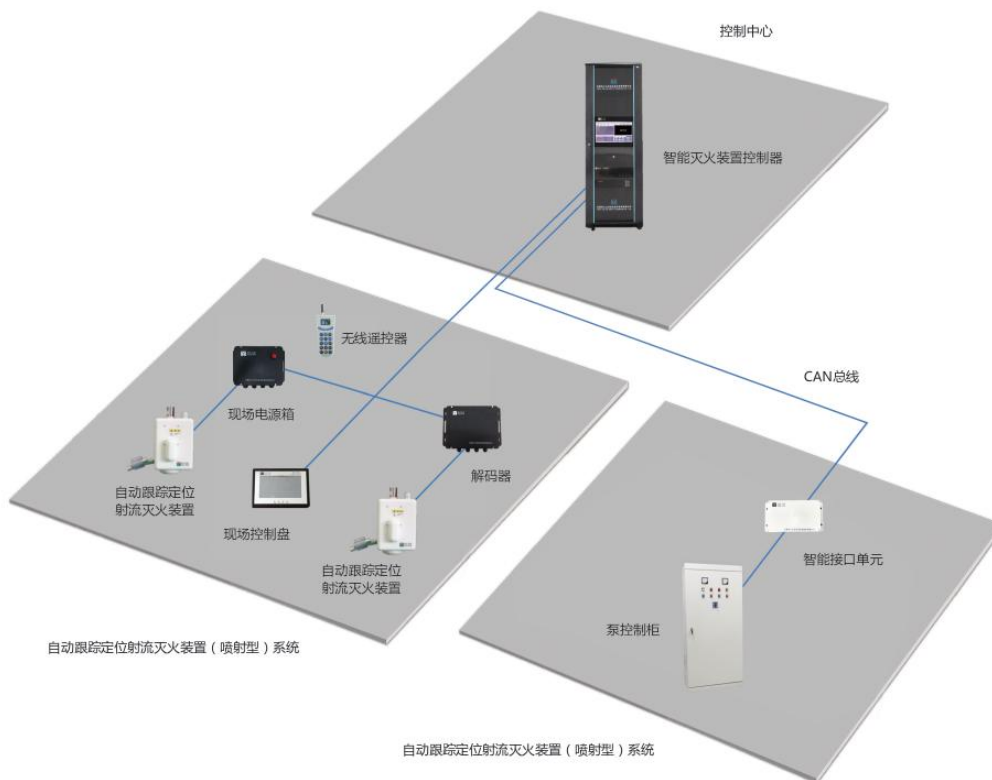 控制中心
智能灭火装置控制器
无线遥控器
CAN总线
现场电源箱
解码器
自动跟踪定位
射流灭火装置
现场控制盘
智能接口单元
自动跟踪定位
射流灭火装置
泵控制柜
自动跟踪定位射流灭火装置（喷射型）系统
自动跟踪定位射流灭火装置（喷射型）系统